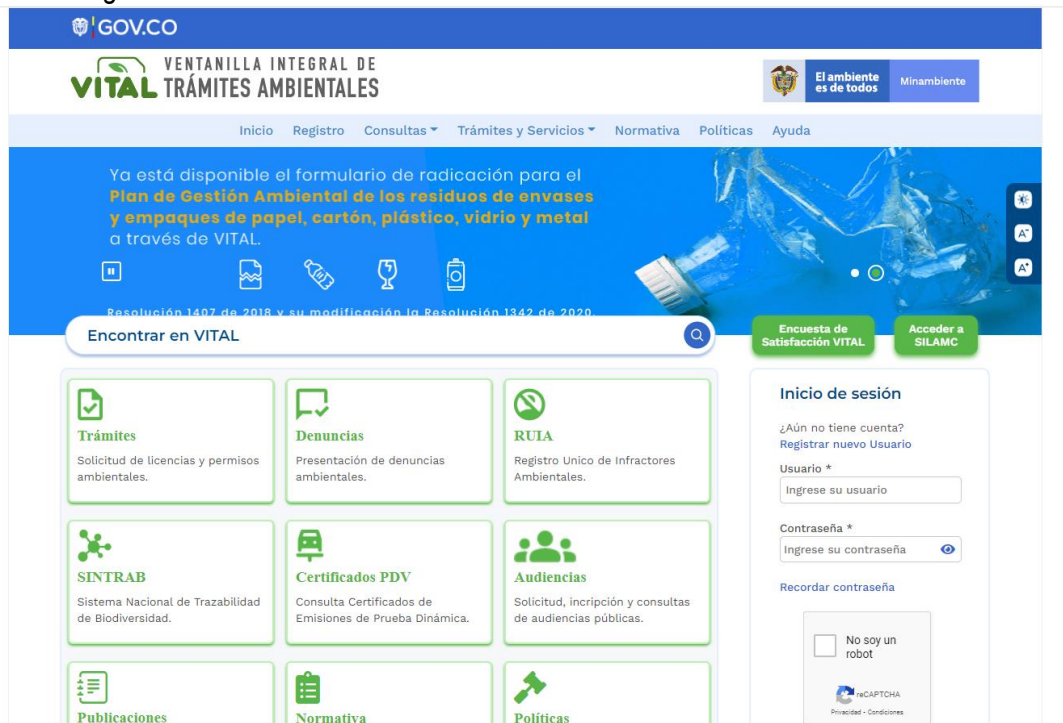 GOV.CO
VITAL
VENTANILLA INTEGRAL DE
TRÁMITES AMBIENTALES
El ambiente
es de todos
Minambiente
Inicio Registro Consultas Trámites y Servicios Normativa Políticas Ayuda
Ya está disponible el formulario de radicación para el
Plan de Gestión Ambiental de los residuos de envases
y empaques de papel, cartón, plástico, vidrio y metal
a través de VITAL.
Resolución 1407 de 2018 y su modificación la Resolución 1342 de 2020.
A-
A+
Encontrar en VITAL
Encuesta de
Satisfacción VITAL
Acceder a
SILAMC
Trámites
Solicitud de licencias y permisos
ambientales.
Denuncias
Presentación de denuncias
ambientales.
RUIA
Registro Unico de Infractores
Ambientales.
SINTRAB
Sistema Nacional de Trazabilidad
de Biodiversidad.
Certificados PDV
Consulta Certificados de
Emisiones de Prueba Dinámica.
Audiencias
Solicitud, incripción y consultas
de audiencias públicas.
Publicaciones
Normativa
Políticas
Inicio de sesión
¿Aún no tiene cuenta?
Registrar nuevo Usuario
Usuario *
Ingrese su usuario
Contraseña *
Ingrese su contraseña
Recordar contraseña
No soy un
robot
reCAPTCHA
Privacidad - Condiciones